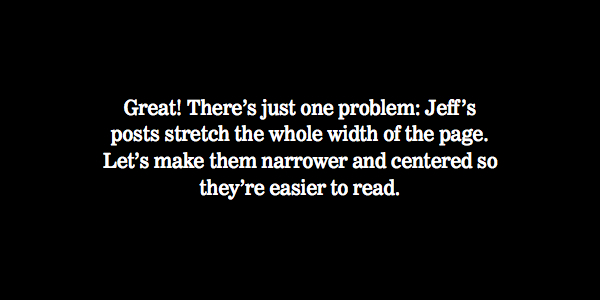 Great! There’s just one problem: Jeff’s
posts stretch the whole width of the page.
Let’s make them narrower and centered so
they’re easier to read.